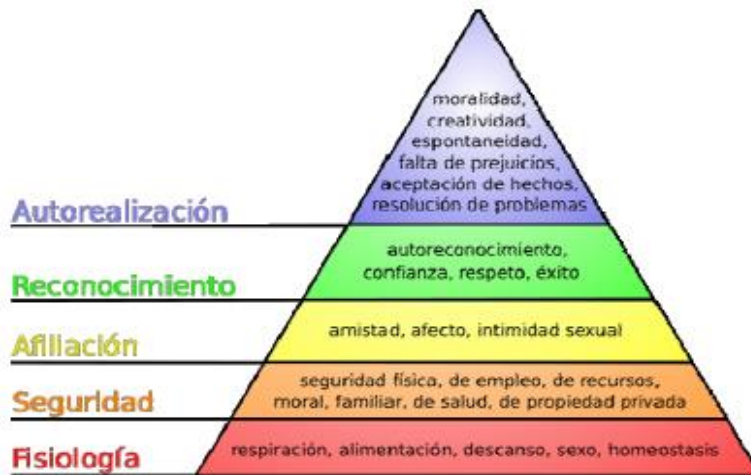 moralidad,
creatividad,
espontaneidad,
falta de prejuicios,
aceptación de hechos,
resolución de problemas
Autorealización
autoreconocimiento,
confianza, respeto, éxito
Reconocimiento
amistad, afecto, intimidad sexual
Afiliación
seguridad física, de empleo, de recursos,
moral, familiar, de salud, de propiedad privada
Seguridad
respiración, alimentación, descanso, sexo, homeostasis
Fisiología